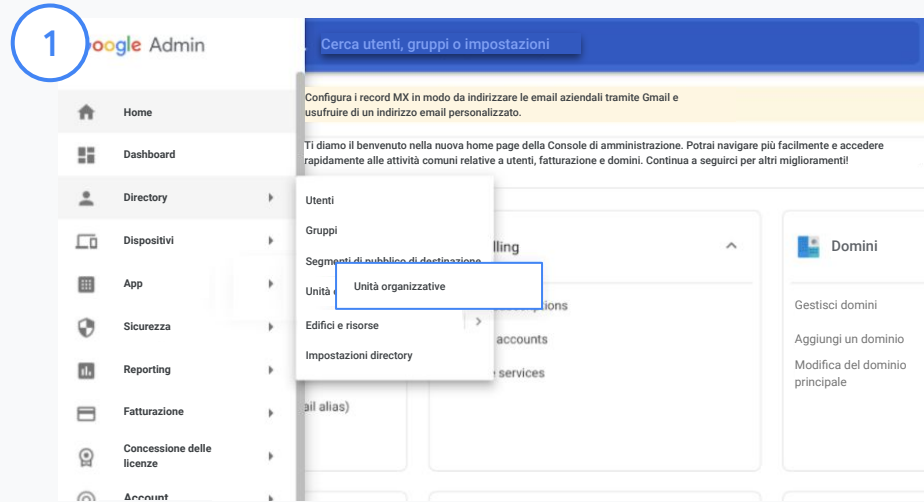 1
oogle Admin
Cerca utenti, gruppi o impostazioni
Configura i record MX in modo da indirizzare le email aziendali tramite Gmail e
usufruire di un indirizzo email personalizzato.
Ti diamo il benvenuto nella nuova home page della Console di amministrazione. Potrai navigare più facilmente e accedere
rapidamente alle attività comuni relative a utenti, fatturazione e domini. Continua a seguirci per altri miglioramenti!
Home
Dashboard
Directory
Dispositivi
App
Sicurezza
Reporting
Fatturazione
Concessione delle
licenze
Account
Utenti
Gruppi
Segmenti di pubblico di destinazione
Unità
Unità organizzative
Edifici e risorse
Impostazioni directory
lling
ions
accounts
services
ail alias)
Domini
Gestisci domini
Aggiungi un dominio
Modifica del dominio
principale